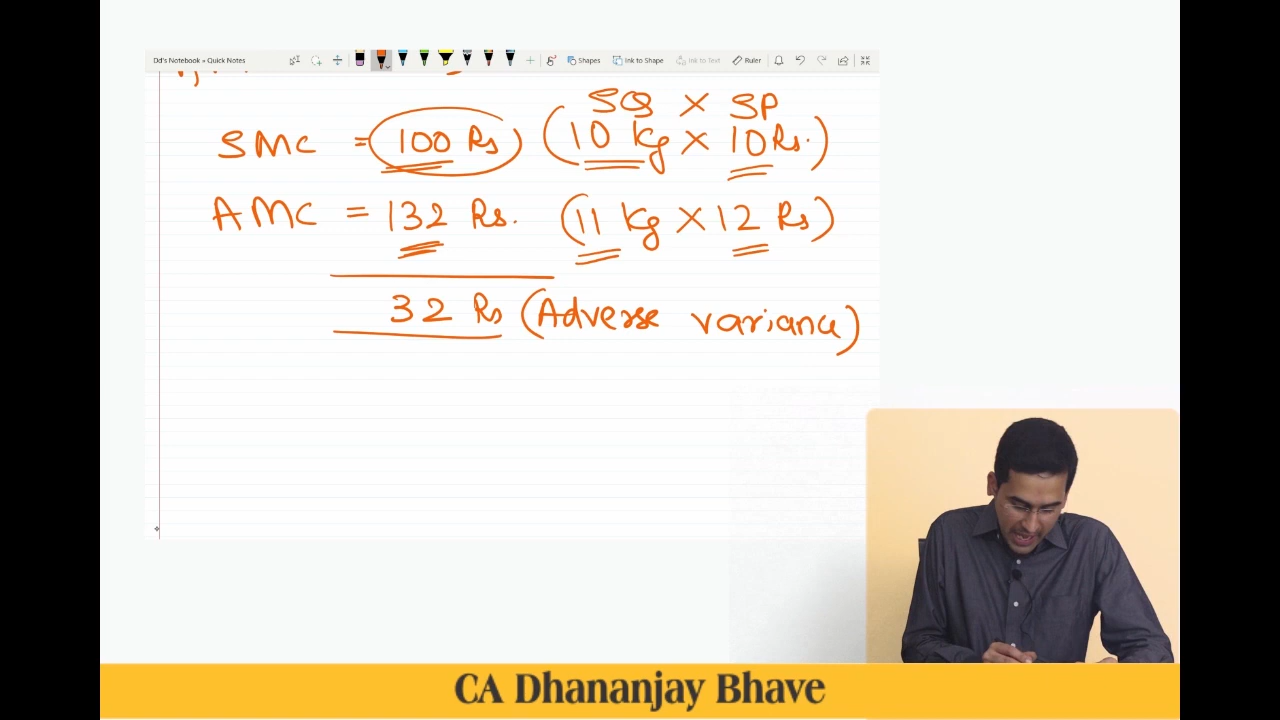 Dd's Notebook » Quick Notes
Shapes Ink to Shape Ink to Text Ruler
SQ × SP
SMC = 100 Rs (10 kg × 10 Rs.)
AMC = 132 Rs. (11 kg × 12 Rs)
32 Rs (Adverse variance)
CA Dhananjay Bhave